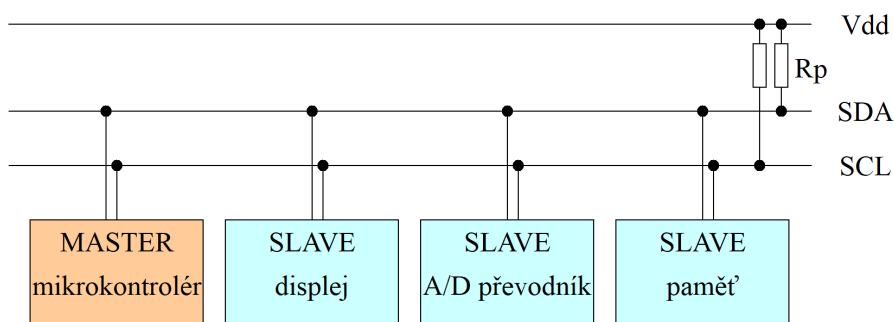 Vdd
Rp
SDA
SCL
MASTER
mikrokontrolér
SLAVE
displej
SLAVE
A/D převodník
SLAVE
paměť